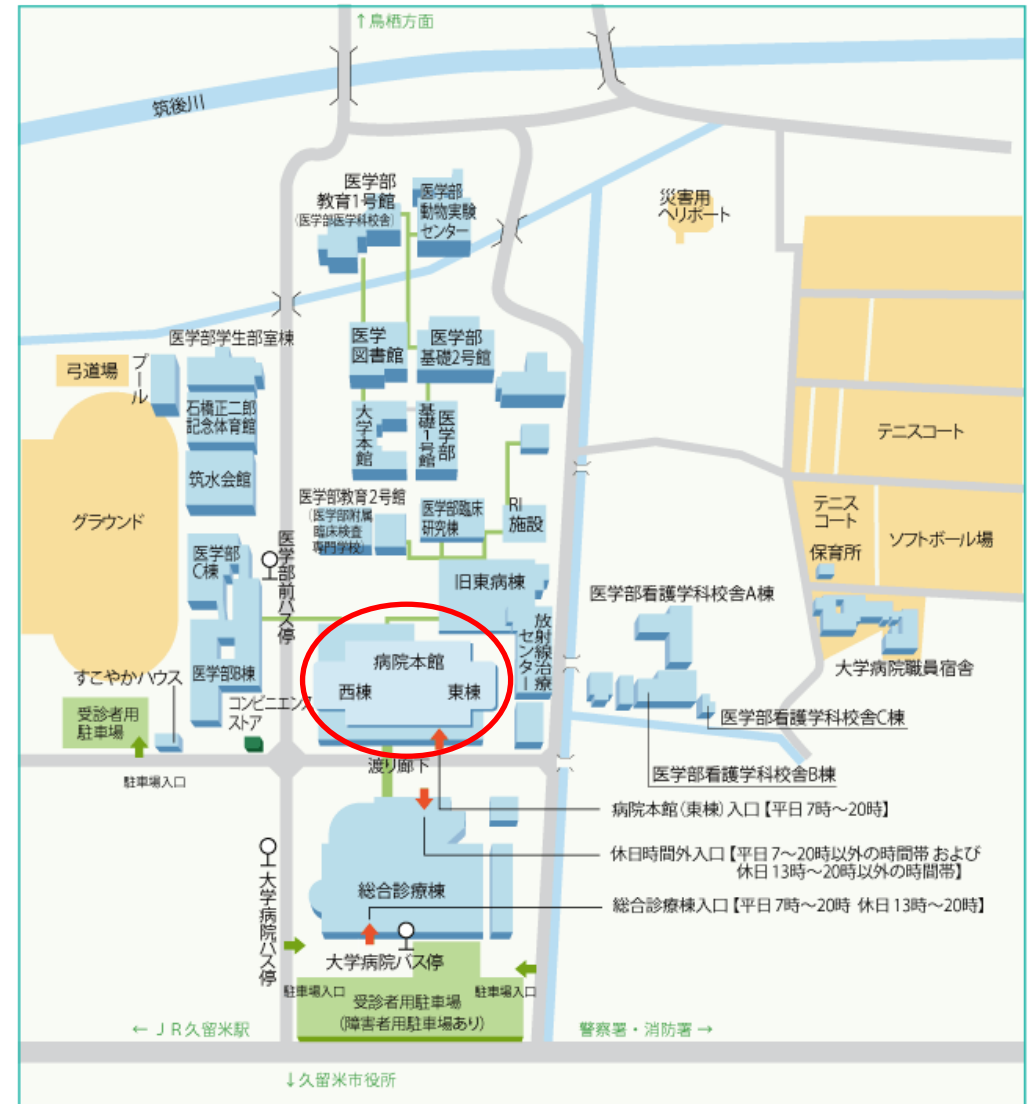 ↑鳥栖方面
筑後川
医学部
教育1号館
(医学部医学科校舎)
医学部
動物実験
センター
災害用
ヘリポート
医学部学生部室棟
弓道場
プール
石橋正二郎
記念体育館
筑水会館
グラウンド
医学
図書館
医学部
基礎2号館
大学本館
医学部
基礎1号館
テニスコート
テニス
コート
保育所
ソフトボール場
医学部教育2号館
(医学部附属
臨床検査
専門学校)
医学部臨床
研究棟
RI
施設
医学部
C棟
医学部前バス停
旧東病棟
放射線治療
センター
医学部看護学科校舎A棟
大学病院職員宿舎
病院本館
西棟
東棟
医学部B棟
すこやかハウス
受診者用
駐車場
コンビニエンス
ストア
医学部看護学科校舎C棟
医学部看護学科校舎B棟
駐車場入口
渡り廊下
病院本館(東棟)入口【平日7時〜20時】
休日時間外入口【平日7〜20時以外の時間帯 および
休日13時〜20時以外の時間帯】
総合診療棟
総合診療棟入口【平日7時〜20時 休日13時〜20時】
大学病院バス停
大学病院バス停
駐車場入口
駐車場入口
受診者用駐車場
(障害者用駐車場あり)
← JR久留米駅
警察署・消防署 →
↓久留米市役所